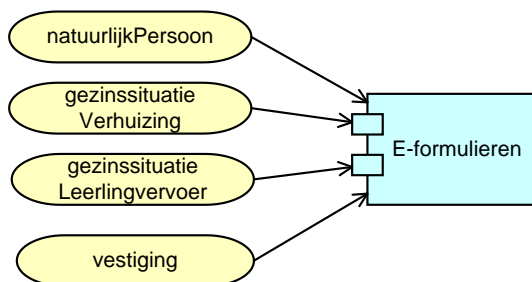 natuurlijkPersoon
gezinssituatie
Verhuizing
gezinssituatie
Leerlingvervoer
vestiging
E-formulieren